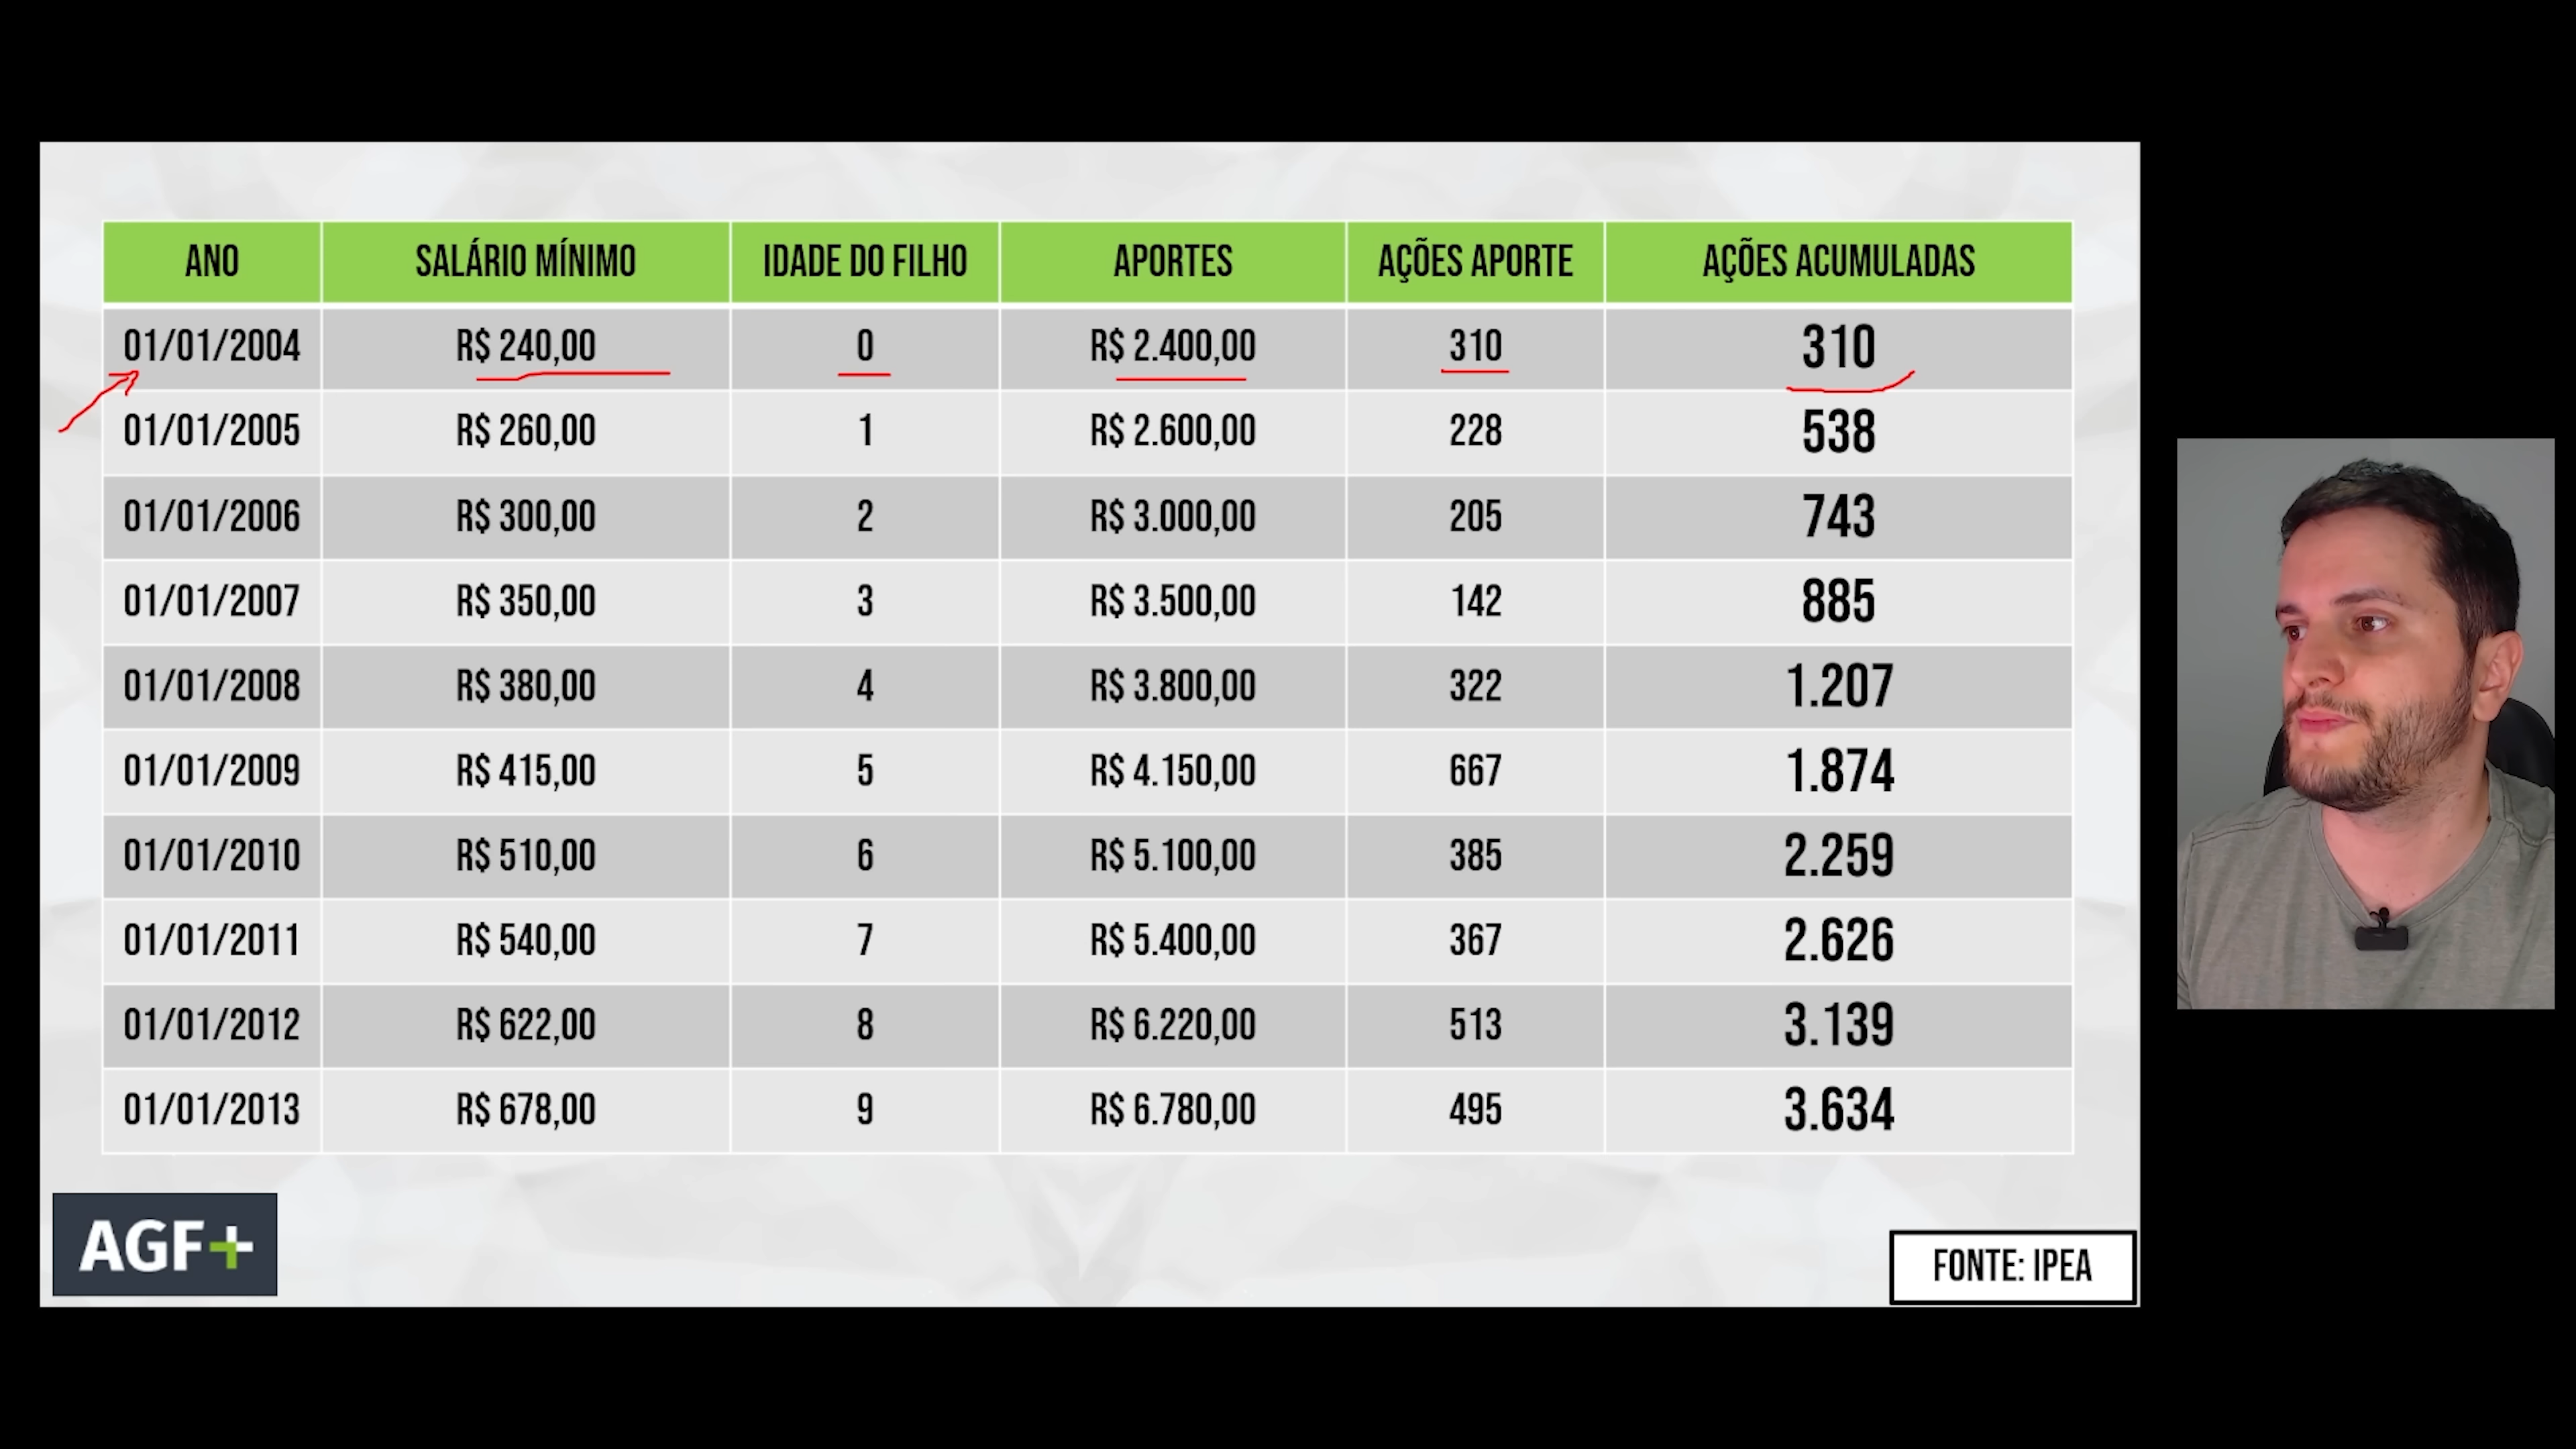 ANO SALÁRIO MÍNIMO IDADE DO FILHO APORTES AÇÕES APORTE AÇÕES ACUMULADAS
01/01/2004 R$ 240,00 0 R$ 2.400,00 310 310
01/01/2005 R$ 260,00 1 R$ 2.600,00 228 538
01/01/2006 R$ 300,00 2 R$ 3.000,00 205 743
01/01/2007 R$ 350,00 3 R$ 3.500,00 142 885
01/01/2008 R$ 380,00 4 R$ 3.800,00 322 1.207
01/01/2009 R$ 415,00 5 R$ 4.150,00 667 1.874
01/01/2010 R$ 510,00 6 R$ 5.100,00 385 2.259
01/01/2011 R$ 540,00 7 R$ 5.400,00 367 2.626
01/01/2012 R$ 622,00 8 R$ 6.220,00 513 3.139
01/01/2013 R$ 678,00 9 R$ 6.780,00 495 3.634
AGF+
FONTE: IPEA